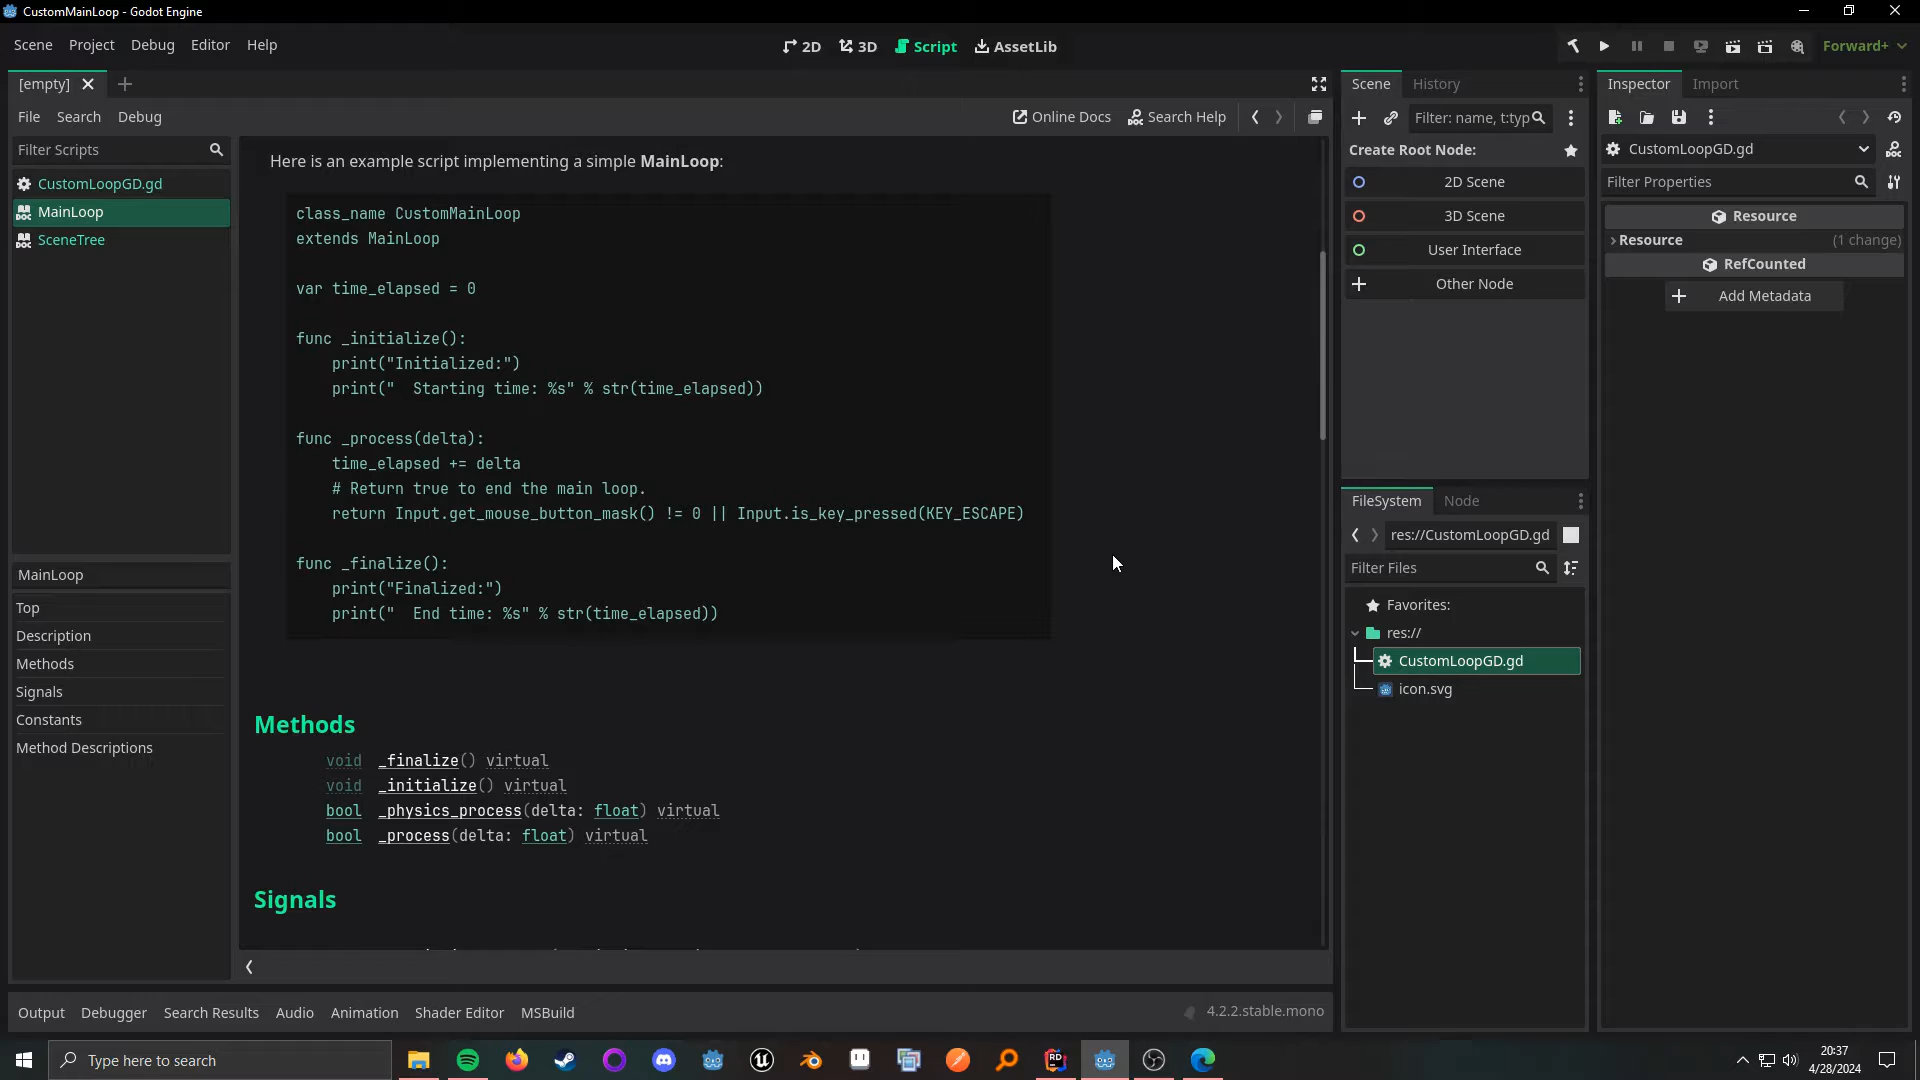 CustomMainLoop - Godot Engine
Scene Project Debug Editor Help
2D 3D Script AssetLib
Forward+
[empty]
File Search Debug
Online Docs Search Help
Filter Scripts
CustomLoopGD.gd
MainLoop
SceneTree
MainLoop
Top
Description
Methods
Signals
Constants
Method Descriptions
Here is an example script implementing a simple MainLoop:
class_name CustomMainLoop
extends MainLoop
var time_elapsed = 0
func _initialize():
print("Initialized:")
print("  Starting time: %s" % str(time_elapsed))
func _process(delta):
time_elapsed += delta
# Return true to end the main loop.
return Input.get_mouse_button_mask() != 0 || Input.is_key_pressed(KEY_ESCAPE)
func _finalize():
print("Finalized:")
print("  End time: %s" % str(time_elapsed))
Methods
void _finalize() virtual
void _initialize() virtual
bool _physics_process(delta: float) virtual
bool _process(delta: float) virtual
Signals
Output Debugger Search Results Audio Animation Shader Editor MSBuild
4.2.2.stable.mono
Scene History
Filter: name, t:typ
Create Root Node:
2D Scene
3D Scene
User Interface
Other Node
FileSystem Node
res://CustomLoopGD.gd
Filter Files
Favorites:
res://
CustomLoopGD.gd
icon.svg
Inspector Import
CustomLoopGD.gd
Filter Properties
Resource
Resource (1 change)
RefCounted
Add Metadata
Type here to search
RD
20:37
4/28/2024